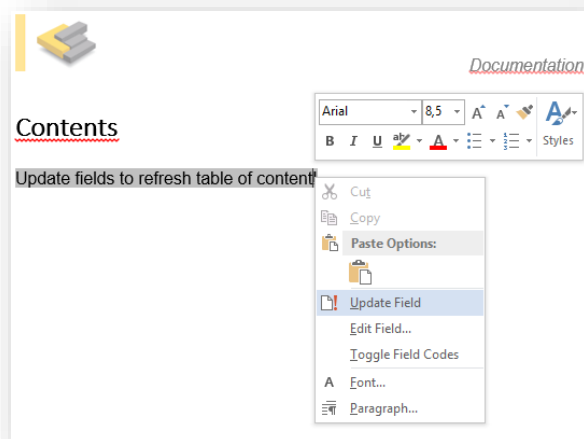 Documentation
Arial 8,5 A A A
B I U aby A Styles
Contents
Update fields to refresh table of content
Cut
Copy
Paste Options:
Update Field
Edit Field...
Toggle Field Codes
A Font...
Paragraph...